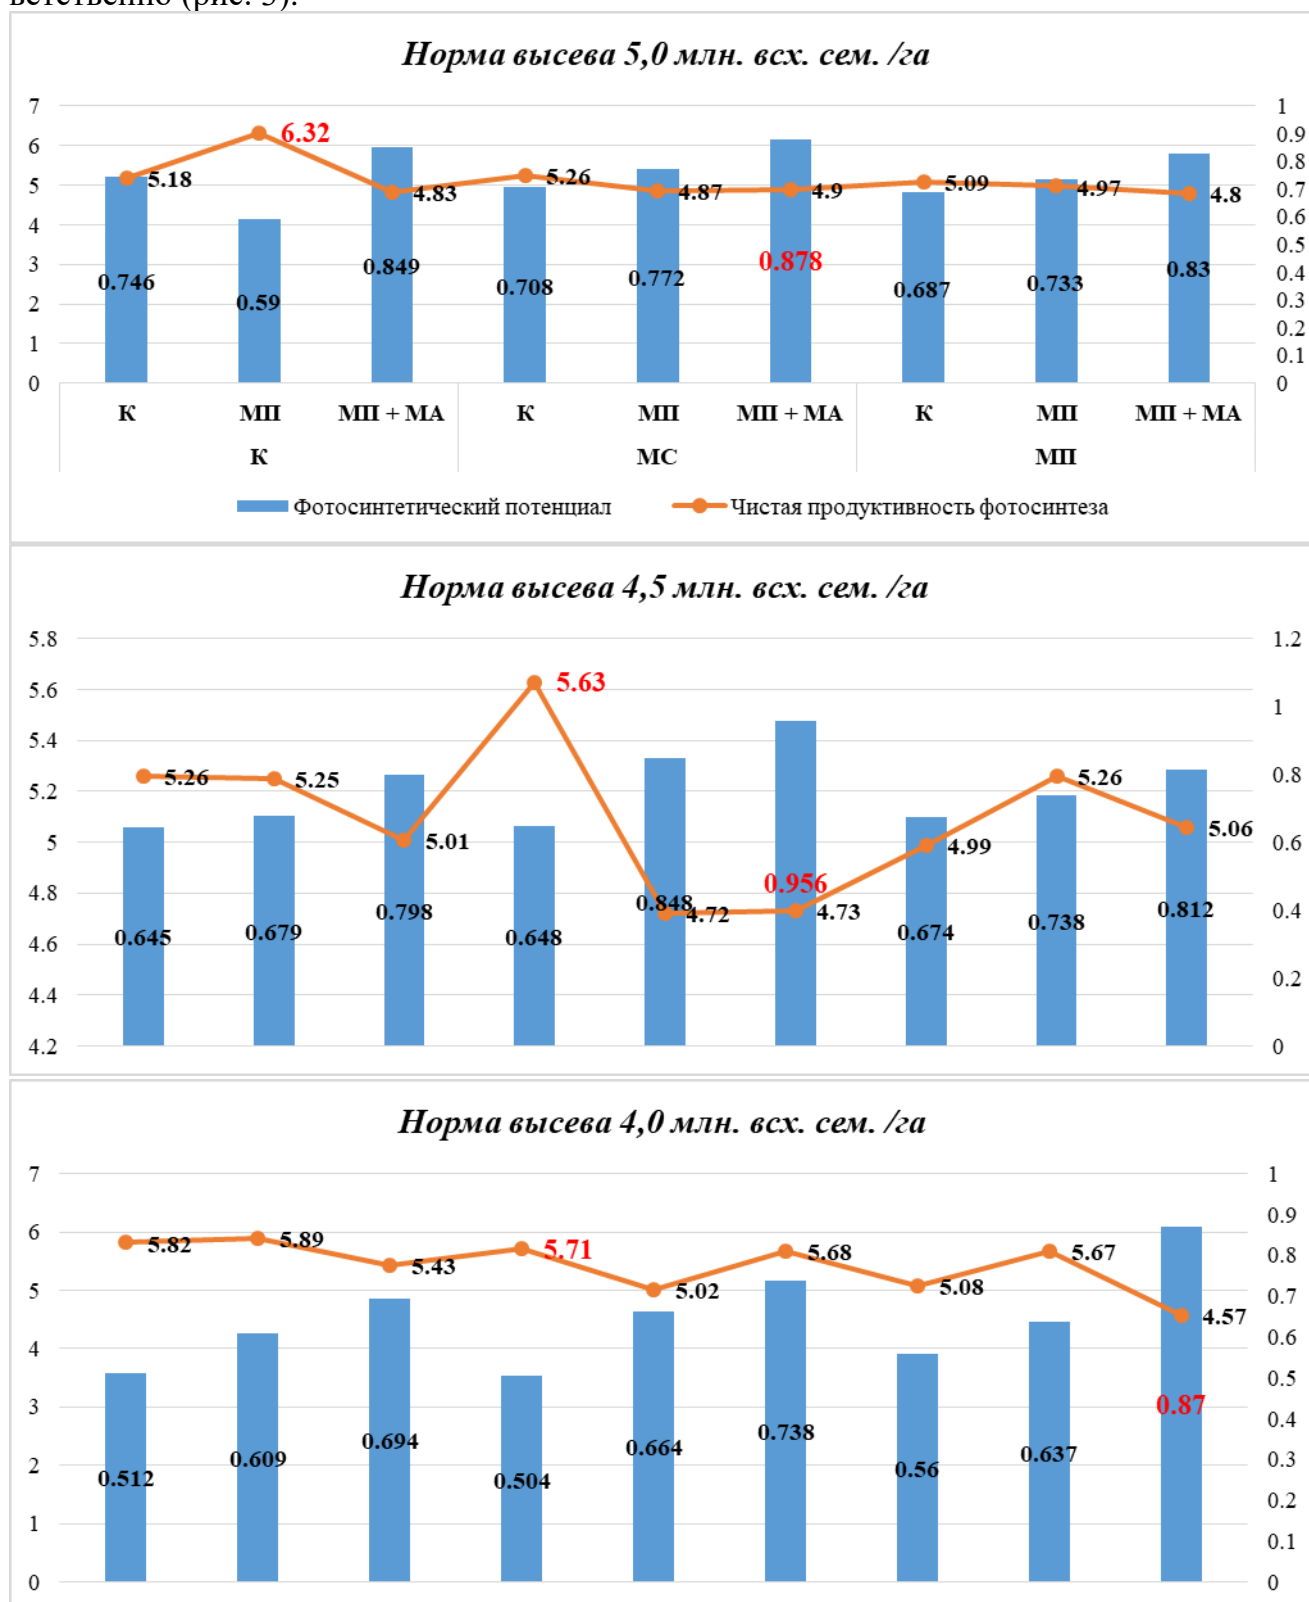 ветственно (рис. 3).
Норма высева 5,0 млн. всх. сем. /га
7 1
6 0.9
5 0.8
4 0.7
3 0.6
2 0.5
1 0.4
0 0.3
0.2
0.1
0
5.18 6.32 4.83 5.26 4.87 4.9 5.09 4.97 4.8
0.746 0.59 0.849 0.708 0.772 0.878 0.687 0.733 0.83
К МП МП + МА К МП МП + МА К МП МП + МА
К МС МП
Фотосинтетический потенциал Чистая продуктивность фотосинтеза
Норма высева 4,5 млн. всх. сем. /га
5.8 1.2
5.6 1
5.4 0.8
5.2 0.6
5 0.4
4.8 0.2
4.6 0
4.4
4.2
5.26 5.25 5.01 5.63 4.72 4.73 4.99 5.26 5.06
0.645 0.679 0.798 0.648 0.848 0.956 0.674 0.738 0.812
Норма высева 4,0 млн. всх. сем. /га
7 1
6 0.9
5 0.8
4 0.7
3 0.6
2 0.5
1 0.4
0 0.3
0.2
0.1
0
5.82 5.89 5.43 5.71 5.02 5.68 5.08 5.67 4.57
0.512 0.609 0.694 0.504 0.664 0.738 0.56 0.637 0.87